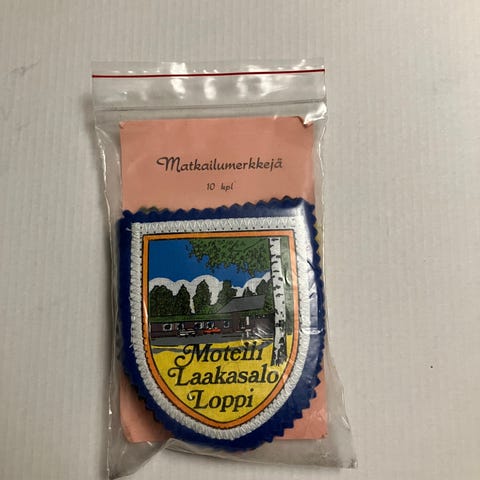 Matkailumerkkejä
10 kpl
Motelli
Laakasalo
Loppi